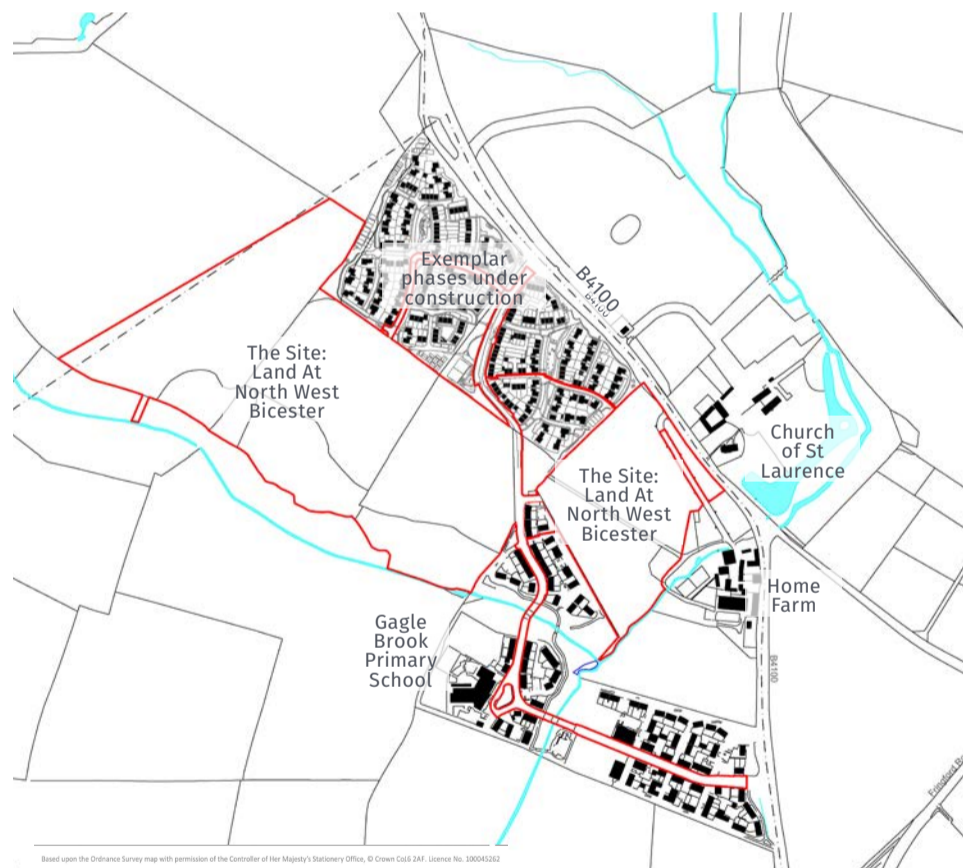 Exemplar
phases under
construction
B4100
B4100
The Site:
Land At
North West
Bicester
Church
of St
Laurence
The Site:
Land At
North West
Bicester
Home
Farm
Gagle
Brook
Primary
School
B4100
Based upon the Ordnance Survey map with permission of the Controller of Her Majesty's Stationery Office, © Crown CoLG 2AF. Licence No. 100045262